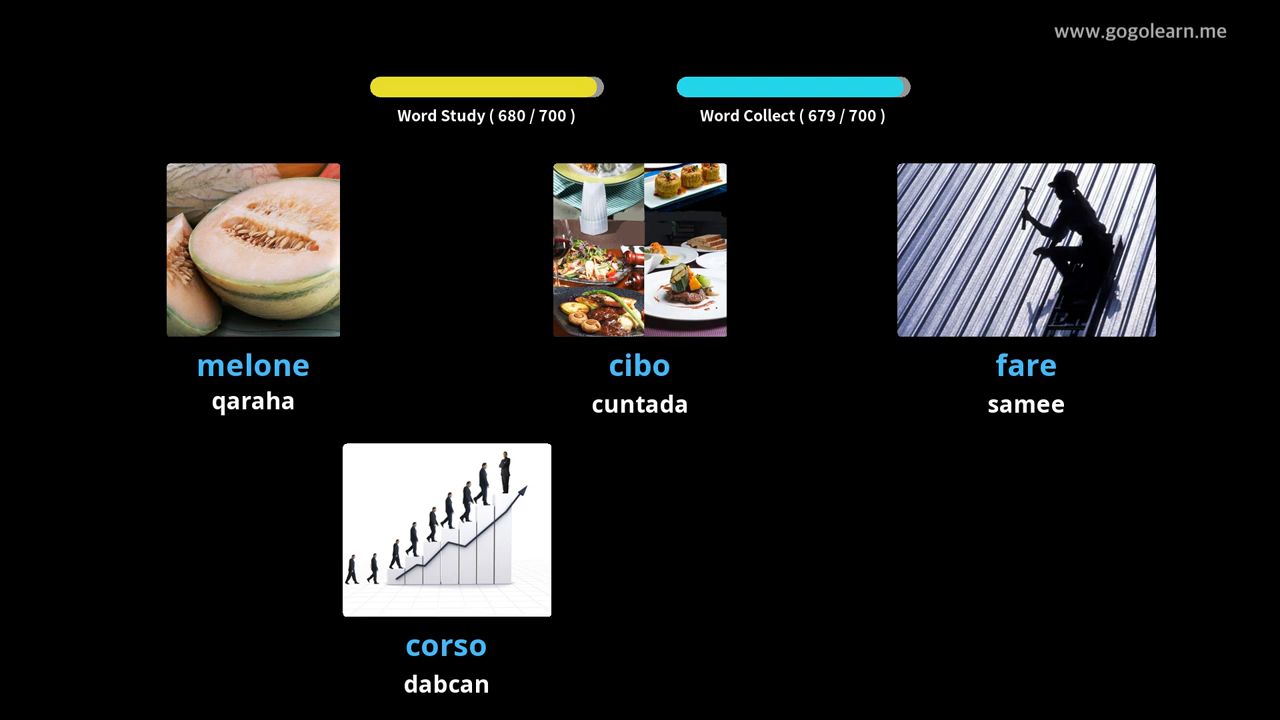 www.gogolearn.me
Word Study ( 680 / 700 )
Word Collect ( 679 / 700 )
melone
qaraha
cibo
cuntada
fare
samee
corso
dabcan